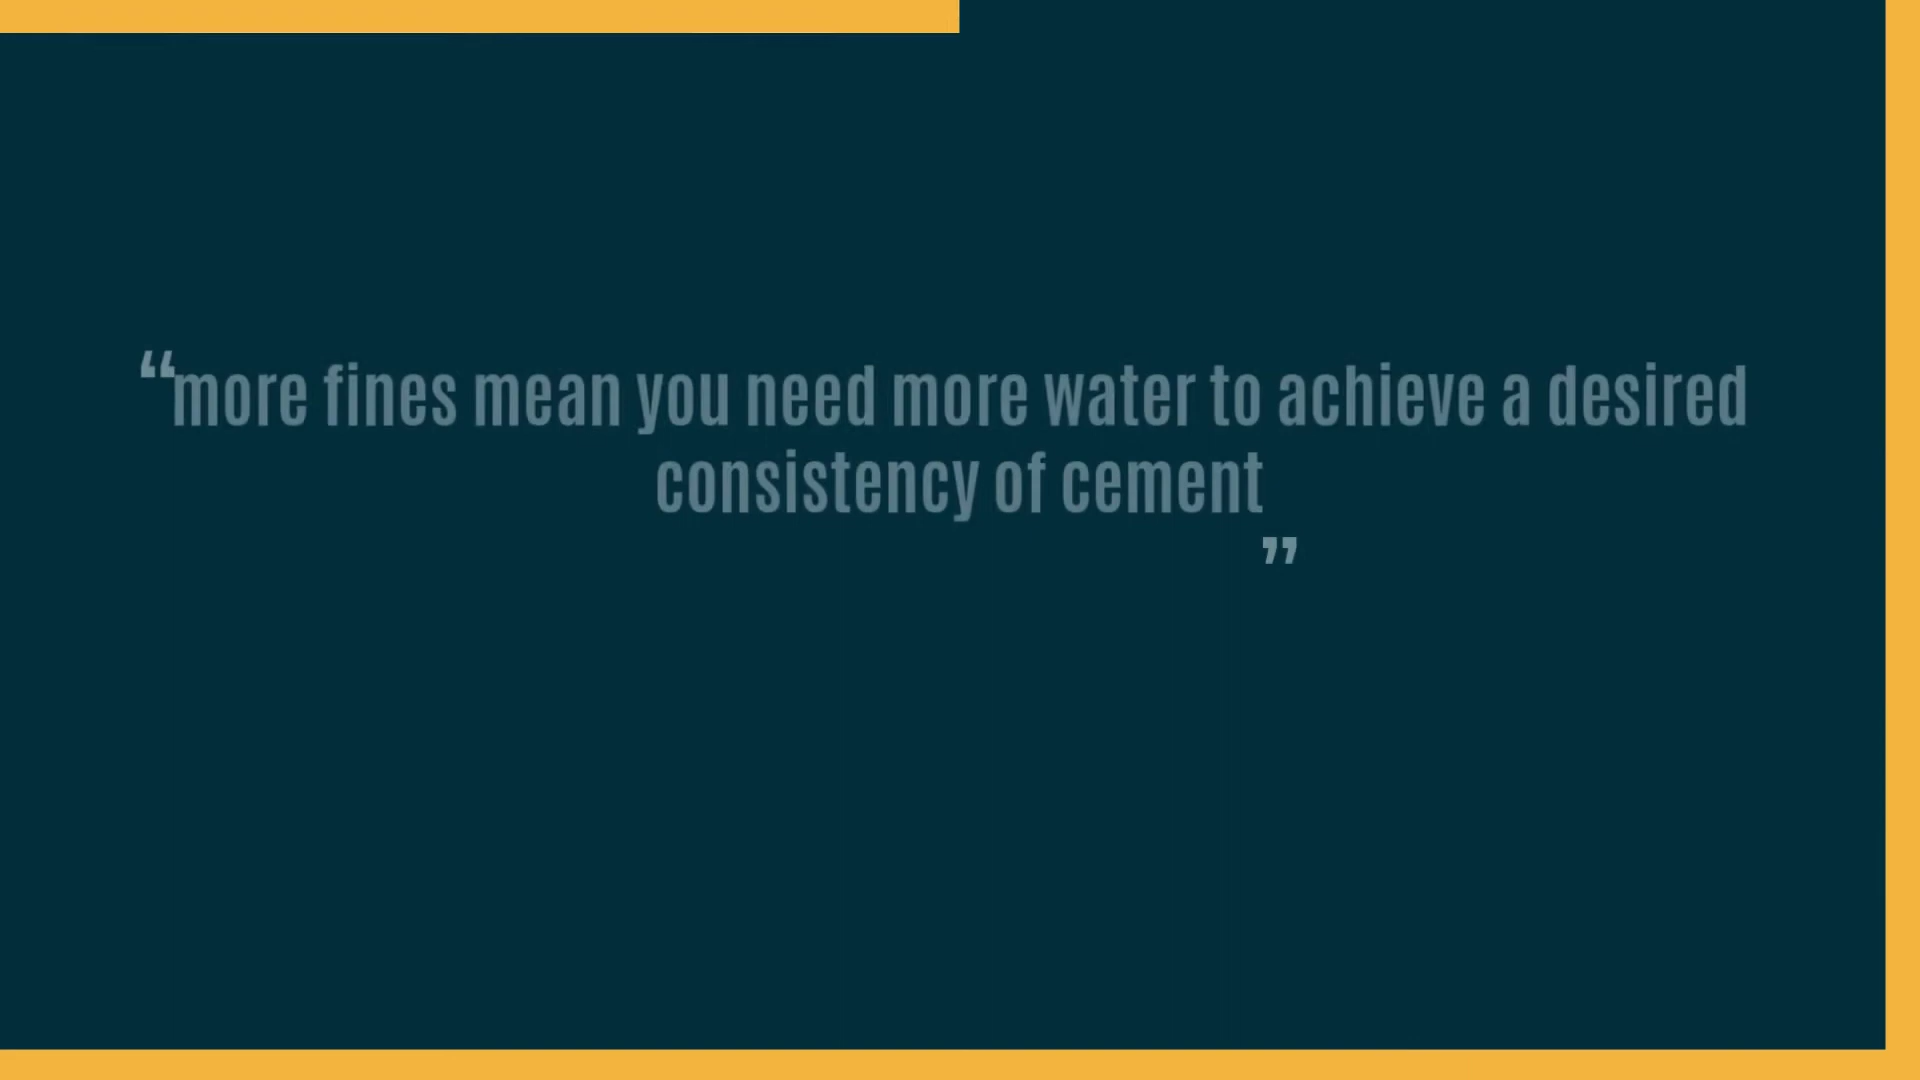 “more fines mean you need more water to achieve a desired
consistency of cement
”